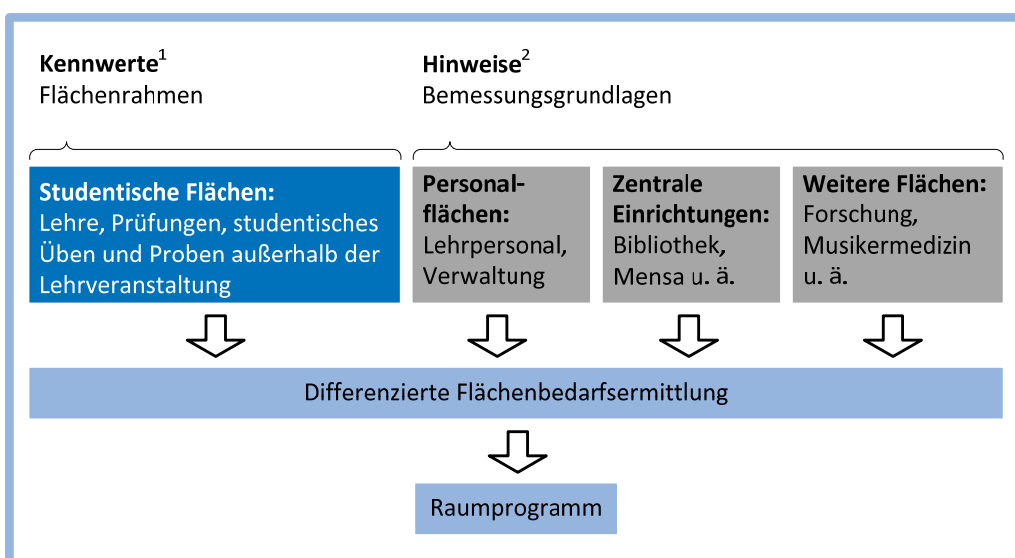 Kennwerte¹
Flächenrahmen
Hinweise²
Bemessungsgrundlagen
Studentische Flächen:
Lehre, Prüfungen, studentisches
Üben und Proben außerhalb der
Lehrveranstaltung
Personal-
flächen:
Lehrpersonal,
Verwaltung
Zentrale
Einrichtungen:
Bibliothek,
Mensa u. ä.
Weitere Flächen:
Forschung,
Musikermedizin
u. ä.
Differenzierte Flächenbedarfsermittlung
Raumprogramm